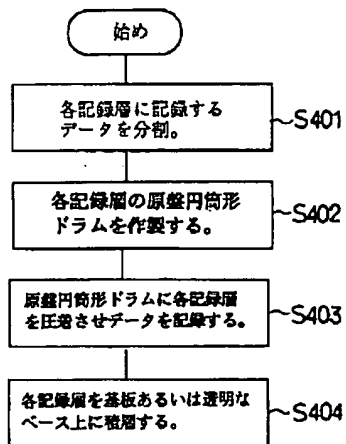 始め
各記録層に記録する
データを分割。
~S401
各記録層の原盤円筒形
ドラムを作製する。
~S402
原盤円筒形ドラムに各記録層
を圧着させデータを記録する。
~S403
各記録層を基板あるいは透明な
ベース上に積層する。
~S404